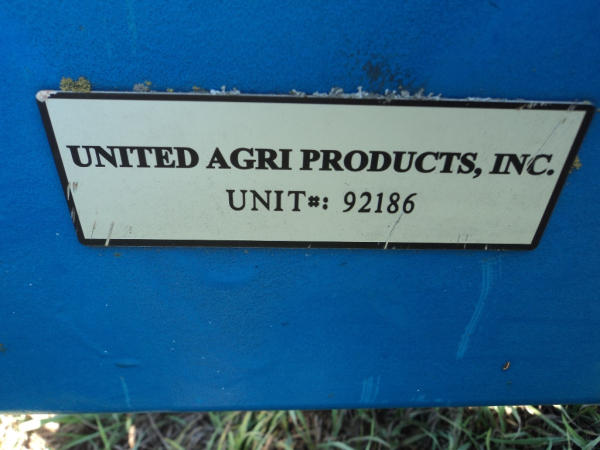 UNITED AGRI PRODUCTS, INC.
UNIT#: 92186